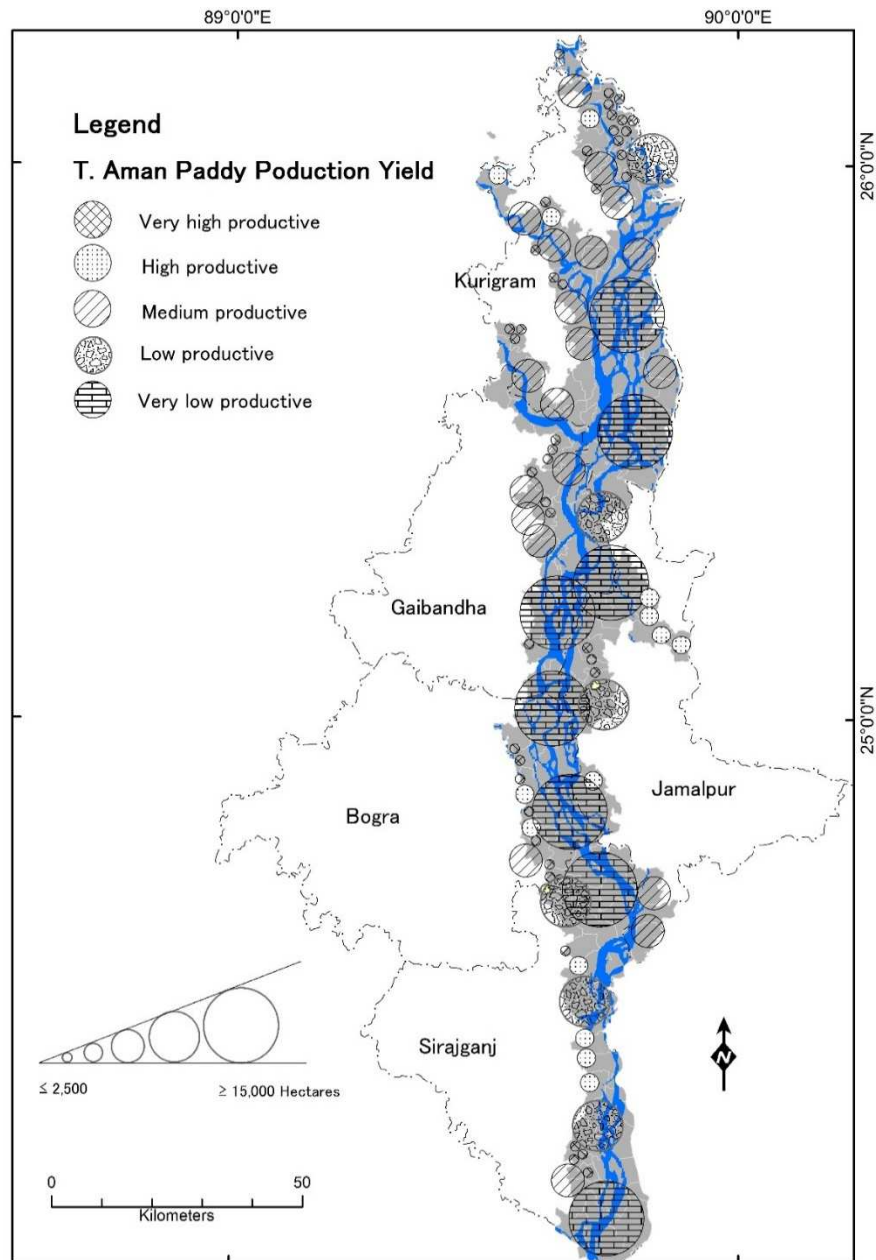 89°0'0"E
90°0'0"E
Legend
T. Aman Paddy Poduction Yield
Very high productive
High productive
Medium productive
Low productive
Very low productive
26°0'0"N
Kurigram
Gaibandha
25°0'0"N
Jamalpur
Bogra
Sirajganj
N
≤ 2,500
≥ 15,000 Hectares
0
50
Kilometers